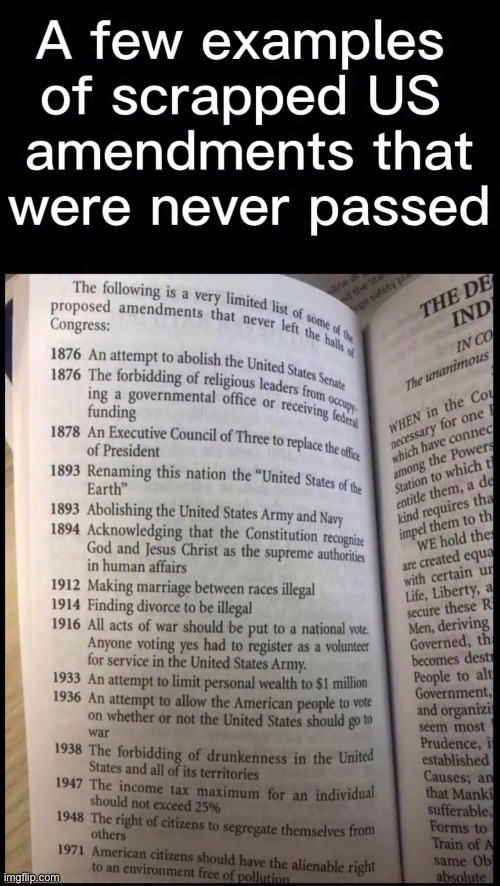 A few examples
of scrapped US
amendments that
were never passed
The following is a very limited list of some of the
proposed amendments that never left the halls of
Congress:
1876 An attempt to abolish the United States Senate
1876 The forbidding of religious leaders from occupy-
ing a governmental office or receiving federal
funding
1878 An Executive Council of Three to replace the office
of President
1893 Renaming this nation the “United States of the
Earth”
1893 Abolishing the United States Army and Navy
1894 Acknowledging that the Constitution recognize
God and Jesus Christ as the supreme authorities
in human affairs
1912 Making marriage between races illegal
1914 Finding divorce to be illegal
1916 All acts of war should be put to a national vote.
Anyone voting yes had to register as a volunteer
for service in the United States Army.
1933 An attempt to limit personal wealth to $1 million
1936 An attempt to allow the American people to vote
on whether or not the United States should go to
war
1938 The forbidding of drunkenness in the United
States and all of its territories
1947 The income tax maximum for an individual
should not exceed 25%
1948 The right of citizens to segregate themselves from
others
1971 American citizens should have the alienable right
to an environment free of pollution
THE DE
IND
IN CO
The unanimous
WHEN in the Cou
necessary for one
which have connec
among the Powers
Station to which t
entitle them, a de
kind requires tha
impel them to th
WE hold the
are created equa
with certain un
Life, Liberty, a
secure these R
Men, deriving
Governed, th
becomes dest
People to alt
Government,
and organizi
seem most
Prudence, i
established
Causes; an
that Manki
sufferable,
Forms to
Train of A
same Ob
absolute
imgflip.com